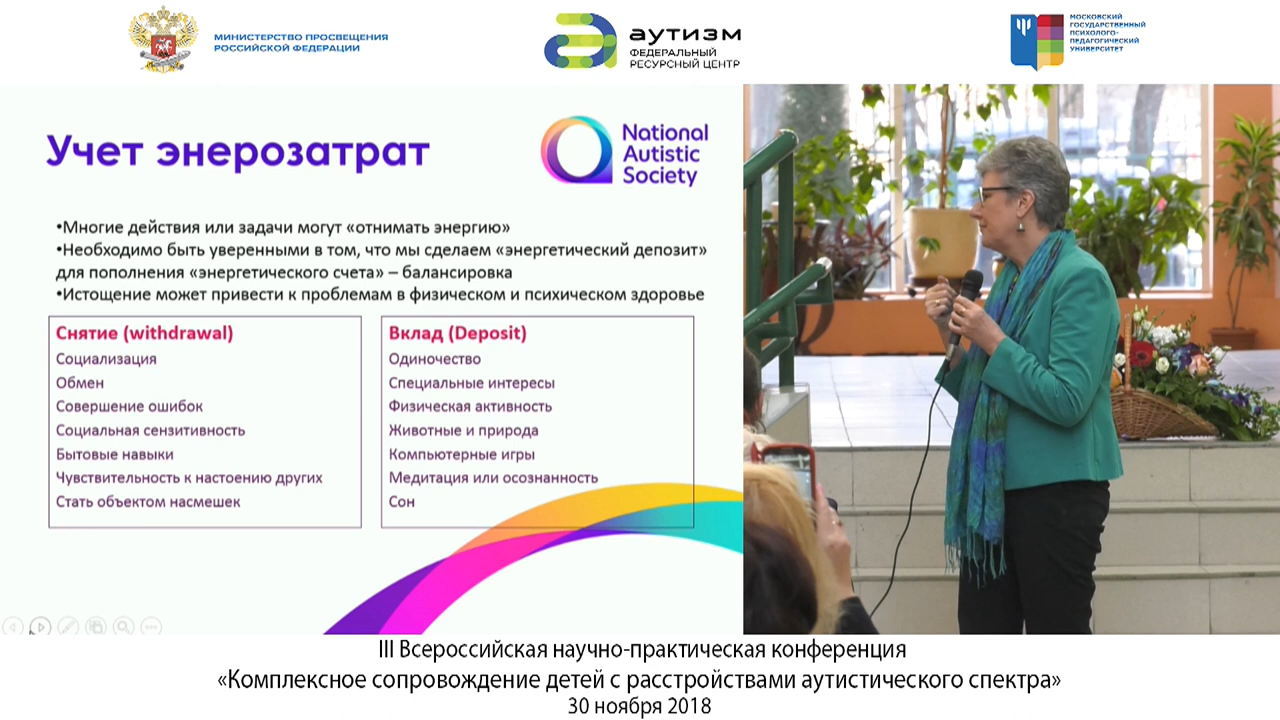 МИНИСТЕРСТВО ПРОСВЕЩЕНИЯ
РОССИЙСКОЙ ФЕДЕРАЦИИ
аутизм
ФЕДЕРАЛЬНЫЙ
РЕСУРСНЫЙ ЦЕНТР
МОСКОВСКИЙ
ГОСУДАРСТВЕННЫЙ
ПСИХОЛОГО-
ПЕДАГОГИЧЕСКИЙ
УНИВЕРСИТЕТ
Учет энерозатрат
National
Autistic
Society
•Многие действия или задачи могут «отнимать энергию»
•Необходимо быть уверенными в том, что мы сделаем «энергетический депозит»
для пополнения «энергетического счета» – балансировка
•Истощение может привести к проблемам в физическом и психическом здоровье
Снятие (withdrawal)
Социализация
Обмен
Совершение ошибок
Социальная сензитивность
Бытовые навыки
Чувствительность к настоению других
Стать объектом насмешек
Вклад (Deposit)
Одиночество
Специальные интересы
Физическая активность
Животные и природа
Компьютерные игры
Медитация или осознанность
Сон
III Всероссийская научно-практическая конференция
«Комплексное сопровождение детей с расстройствами аутистического спектра»
30 ноября 2018